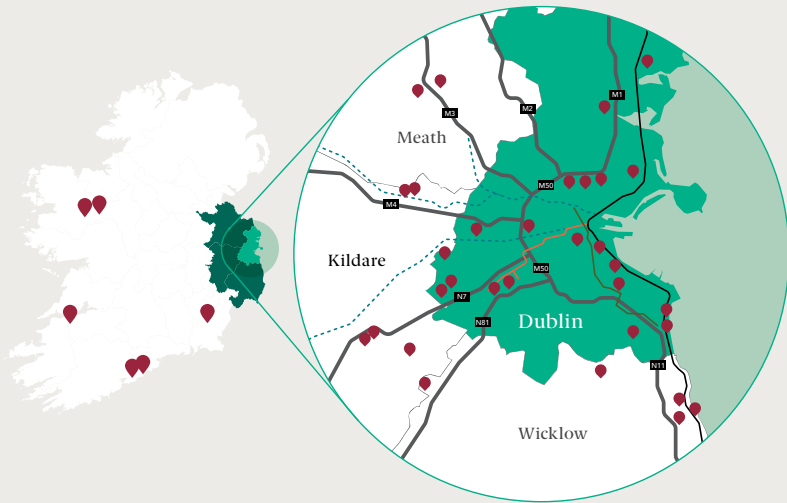 M1
M2
M3
Meath
M50
M4
Kildare
M50
N7
N81
Dublin
N11
Wicklow